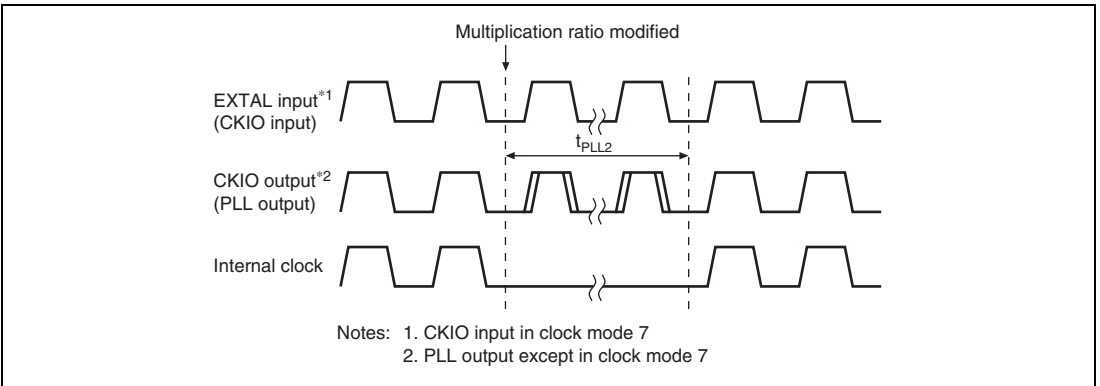 Multiplication ratio modified
EXTAL input*1
(CKIO input)
tPLL2
CKIO output*2
(PLL output)
Internal clock
Notes: 1. CKIO input in clock mode 7
2. PLL output except in clock mode 7